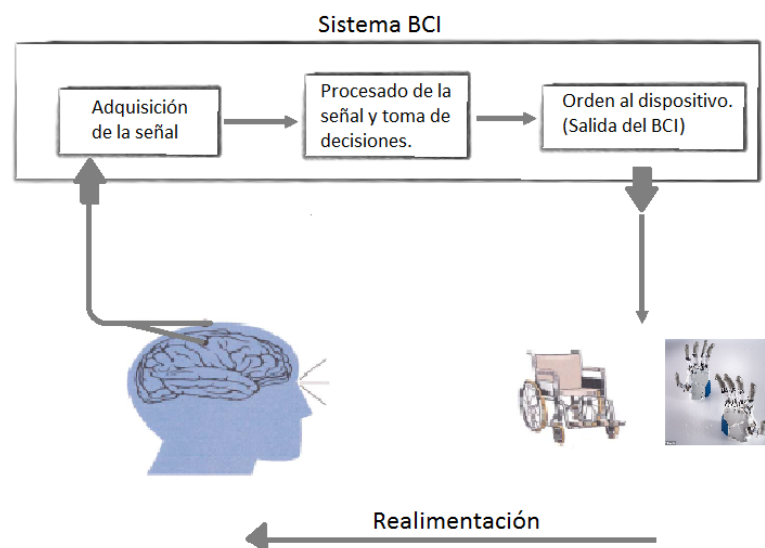 Sistema BCI
Adquisición
de la señal
Procesado de la
señal y toma de
decisiones.
Orden al dispositivo.
(Salida del BCI)
Realimentación